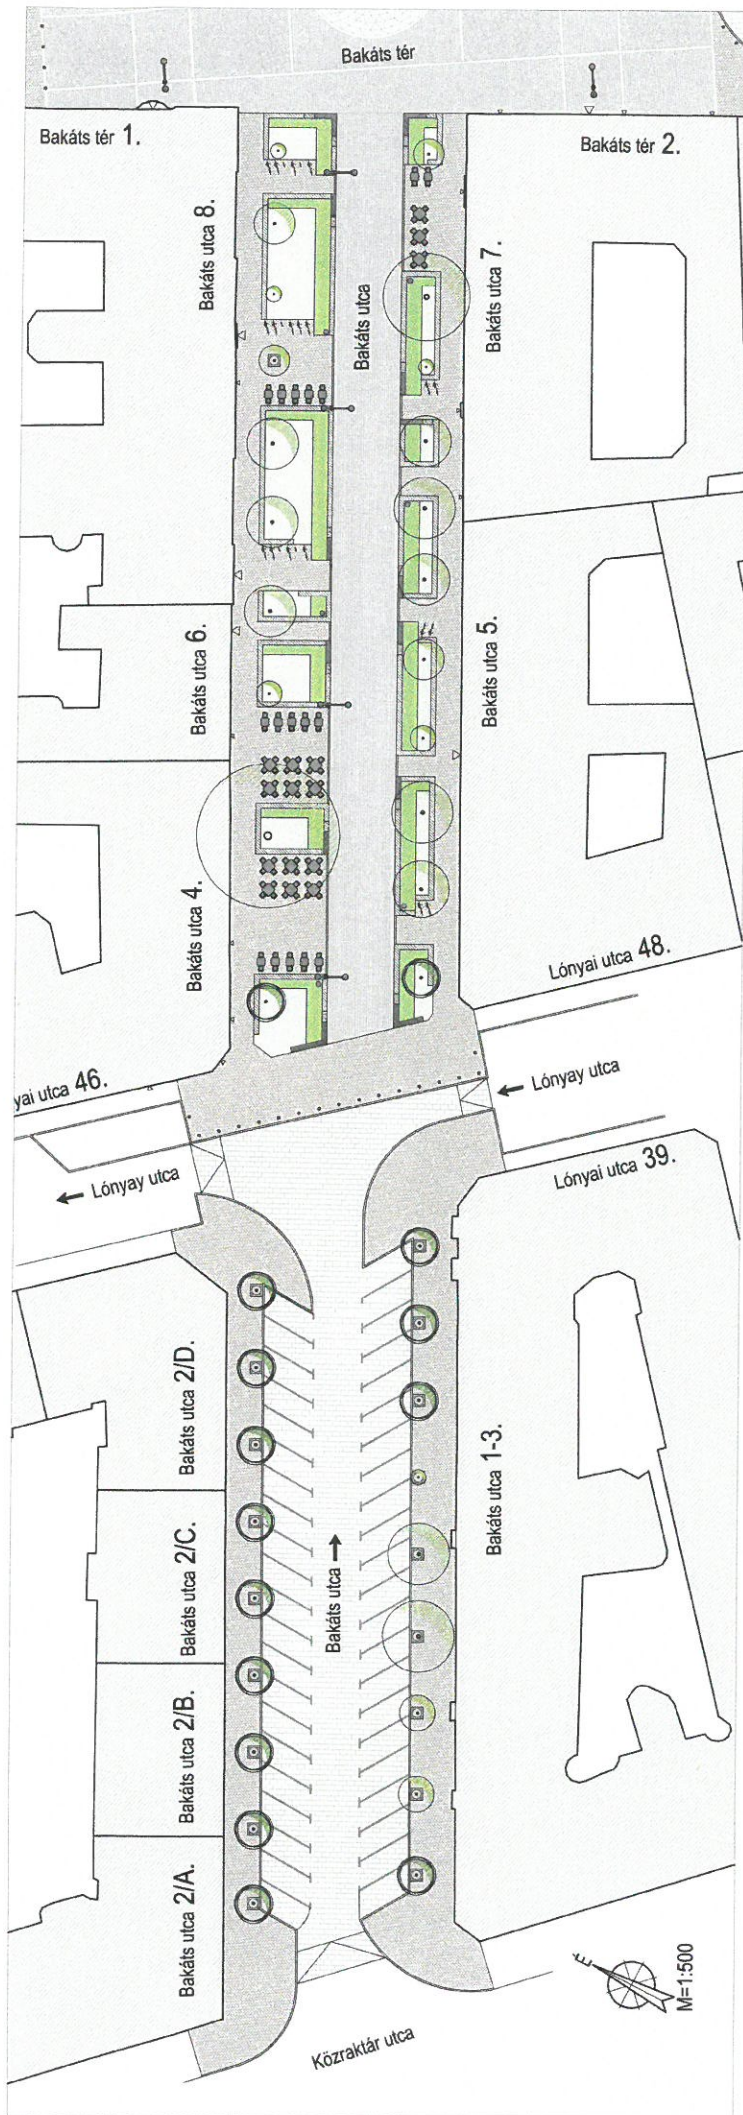 Bakáts tér
Bakáts tér 1.
Bakáts tér 2.
Bakáts utca 8.
Bakáts utca
Bakáts utca 7.
Bakáts utca 6.
Bakáts utca 5.
Bakáts utca 4.
Lónyai utca 48.
yai utca 46.
Lónyay utca
Lónyay utca
Lónyai utca 39.
Bakáts utca 2/D.
Bakáts utca 1-3.
Bakáts utca 2/C.
Bakáts utca
Bakáts utca 2/B.
Bakáts utca 2/A.
É
M=1:500
Közraktár utca